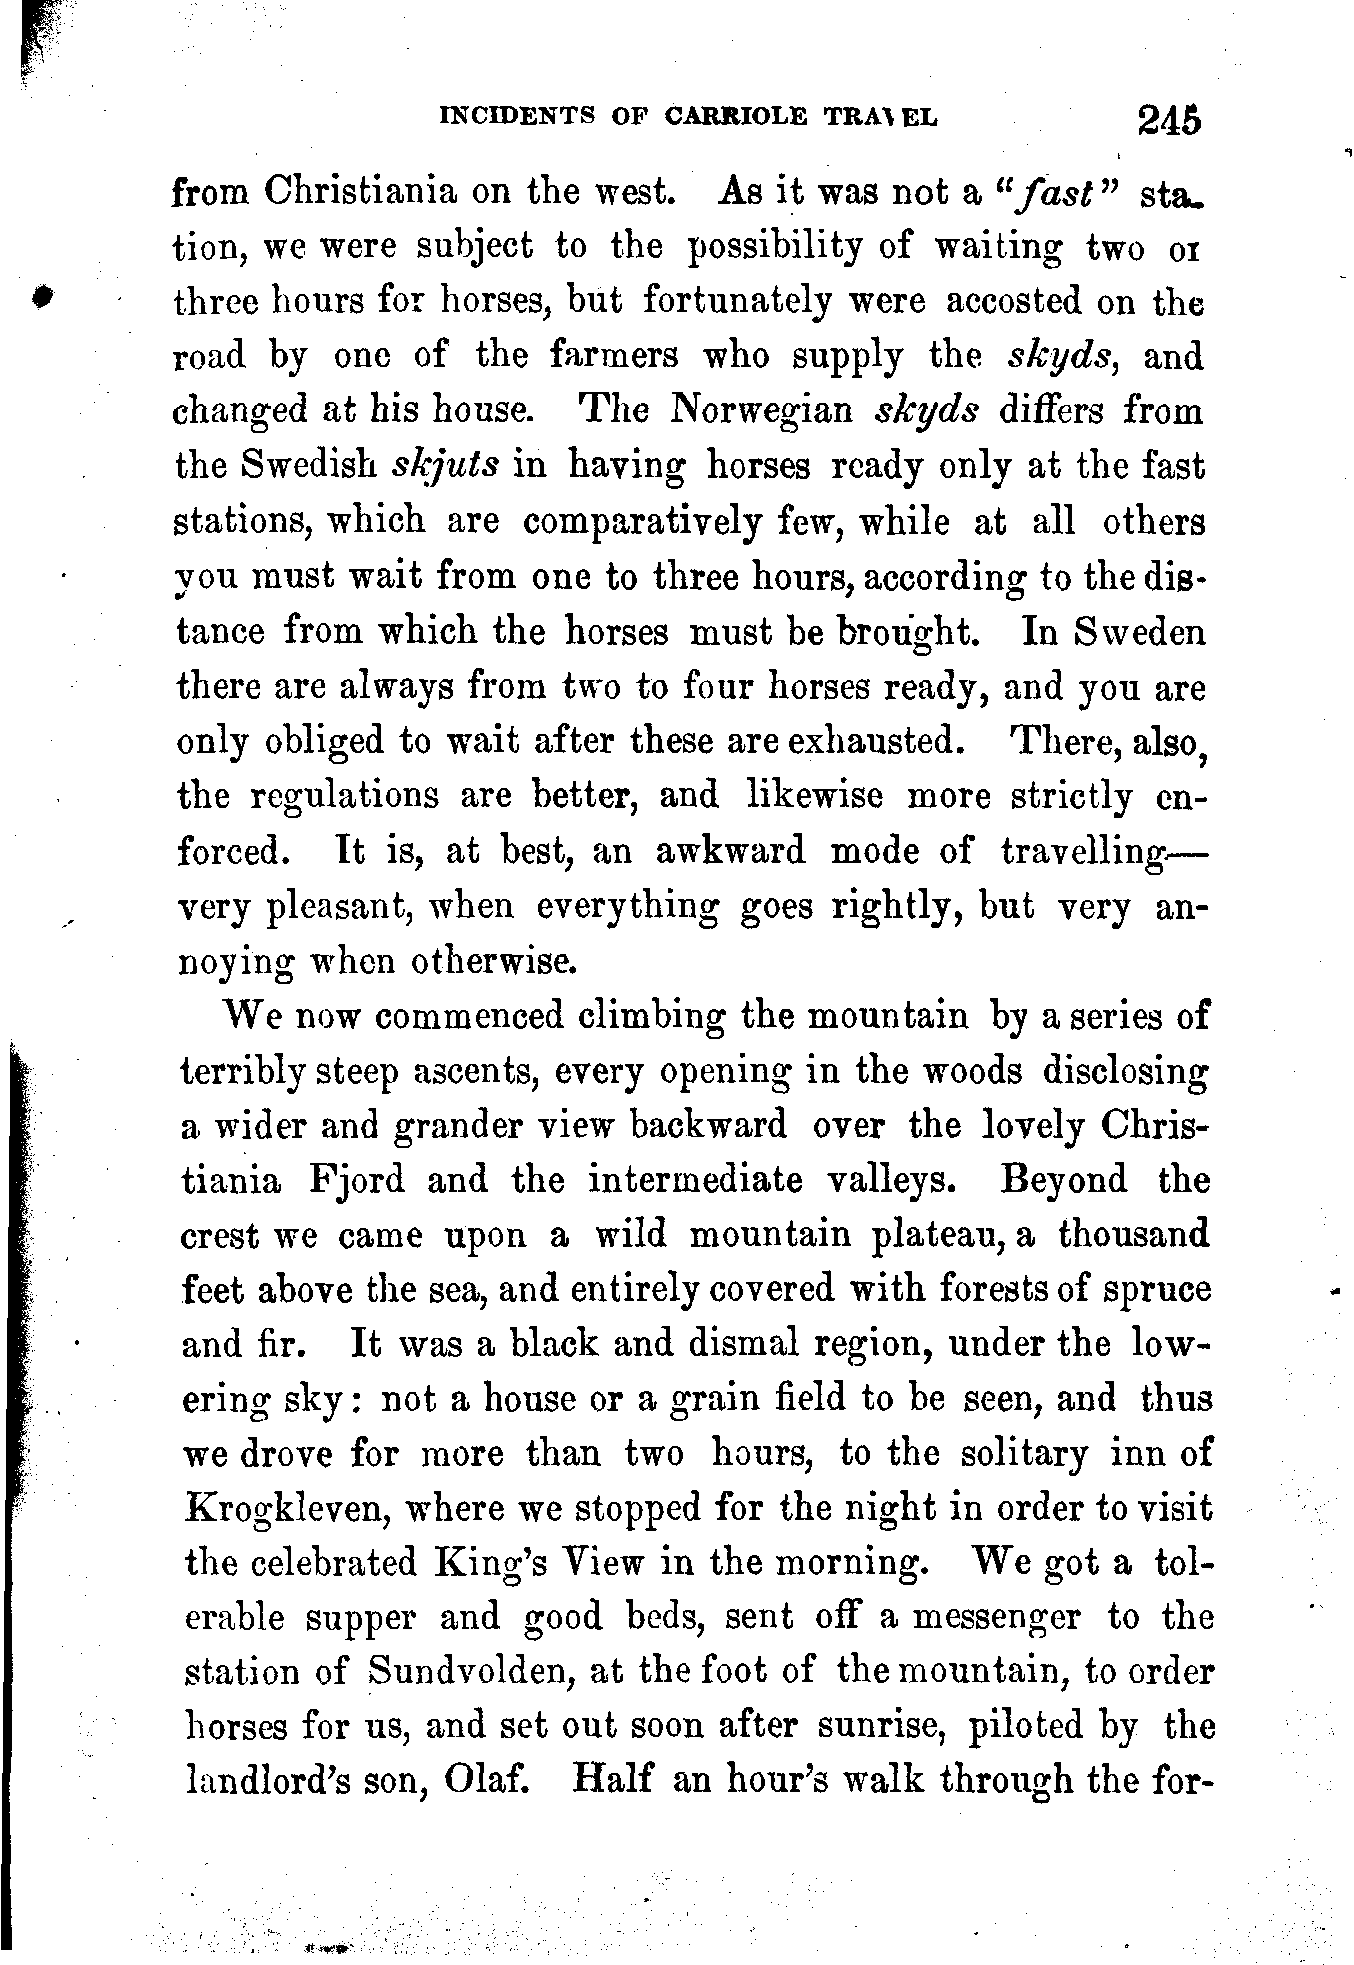 INCIDENTS OF CARRIOLE TRAVEL 245
from Christiania on the west. As it was not a “fast” sta-
tion, we were subject to the possibility of waiting two or
three hours for horses, but fortunately were accosted on the
road by one of the farmers who supply the skyds, and
changed at his house. The Norwegian skyds differs from
the Swedish skjuts in having horses ready only at the fast
stations, which are comparatively few, while at all others
you must wait from one to three hours, according to the dis-
tance from which the horses must be brought. In Sweden
there are always from two to four horses ready, and you are
only obliged to wait after these are exhausted. There, also,
the regulations are better, and likewise more strictly en-
forced. It is, at best, an awkward mode of travelling—
very pleasant, when everything goes rightly, but very an-
noying when otherwise.
We now commenced climbing the mountain by a series of
terribly steep ascents, every opening in the woods disclosing
a wider and grander view backward over the lovely Chris-
tiania Fjord and the intermediate valleys. Beyond the
crest we came upon a wild mountain plateau, a thousand
feet above the sea, and entirely covered with forests of spruce
and fir. It was a black and dismal region, under the low-
ering sky: not a house or a grain field to be seen, and thus
we drove for more than two hours, to the solitary inn of
Krogkleven, where we stopped for the night in order to visit
the celebrated King’s View in the morning. We got a tol-
erable supper and good beds, sent off a messenger to the
station of Sundvolden, at the foot of the mountain, to order
horses for us, and set out soon after sunrise, piloted by the
landlord’s son, Olaf. Half an hour’s walk through the for-